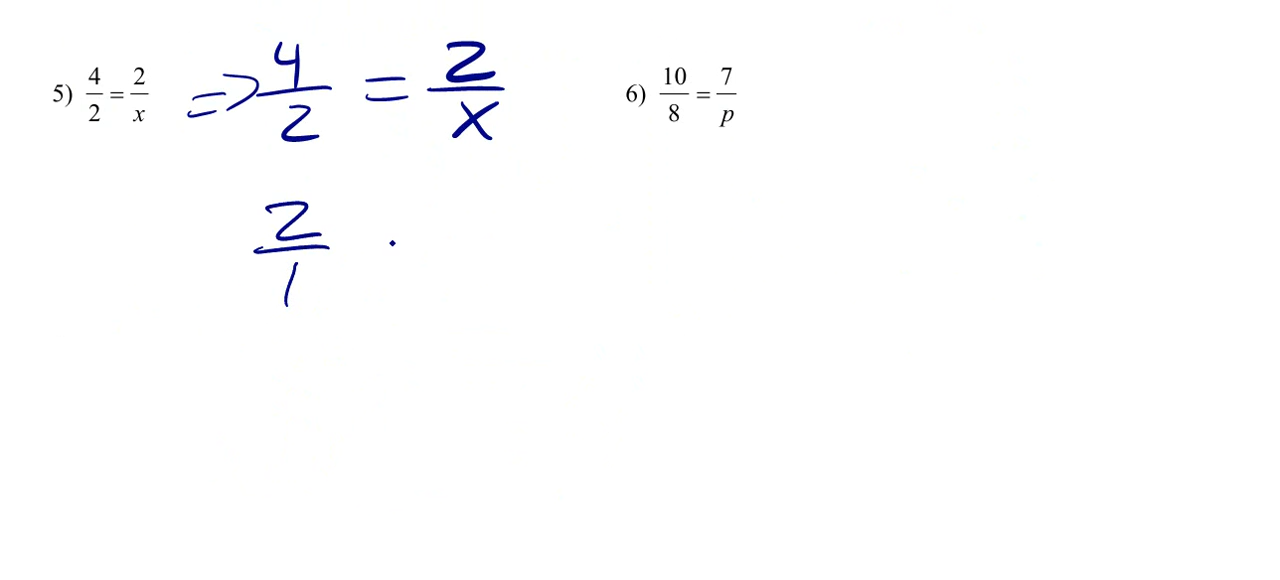 5) 4/2 = 2/x => 4/2 = 2/x
2/1 .
6) 10/8 = 7/p